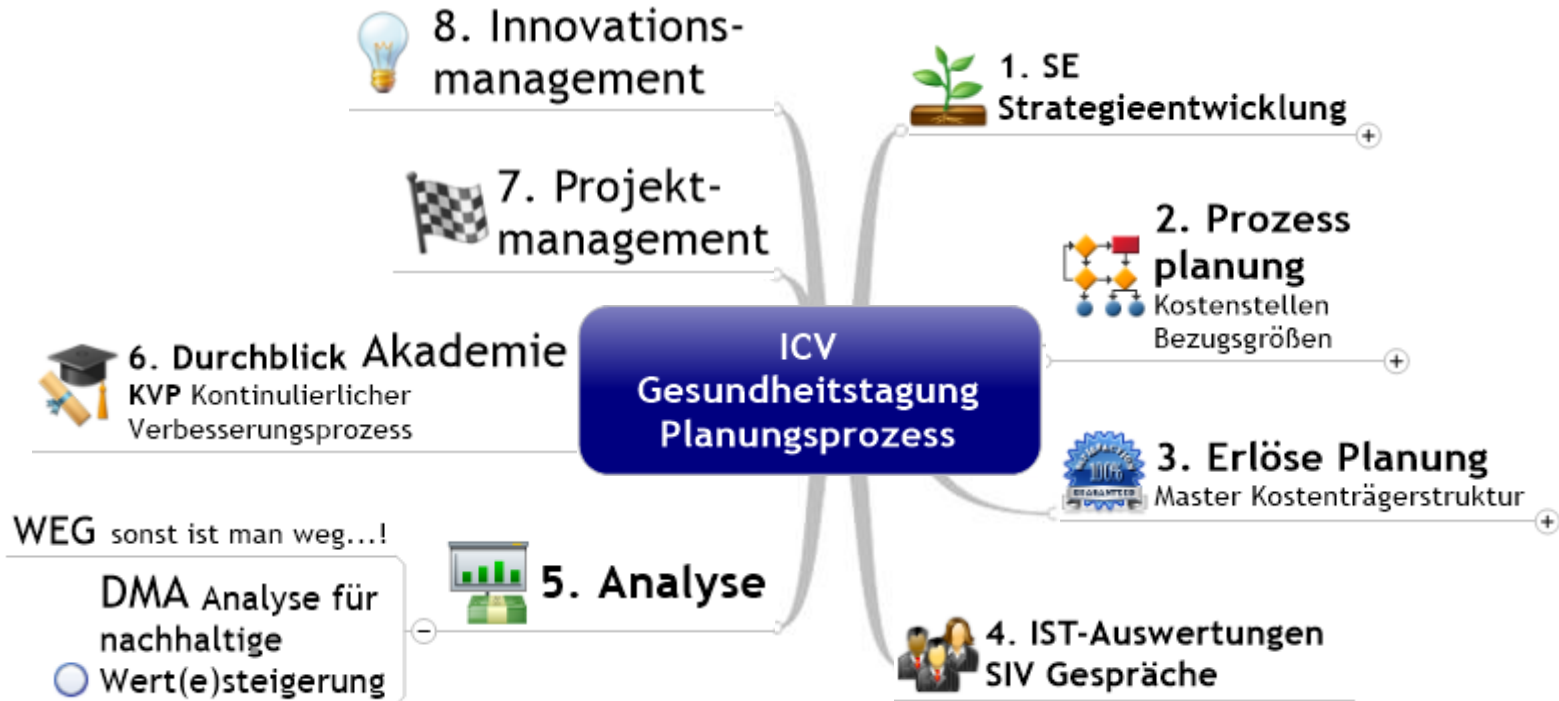 ICV
Gesundheitstagung
Planungsprozess
1. SE
Strategieentwicklung
2. Prozess
planung
Kostenstellen
Bezugsgrößen
3. Erlöse Planung
Master Kostenträgerstruktur
100%
4. IST-Auswertungen
SIV Gespräche
5. Analyse
WEG sonst ist man weg...!
DMA Analyse für
nachhaltige
Wert(e)steigerung
6. Durchblick Akademie
KVP Kontinulierlicher
Verbesserungsprozess
7. Projekt-
management
8. Innovations-
management